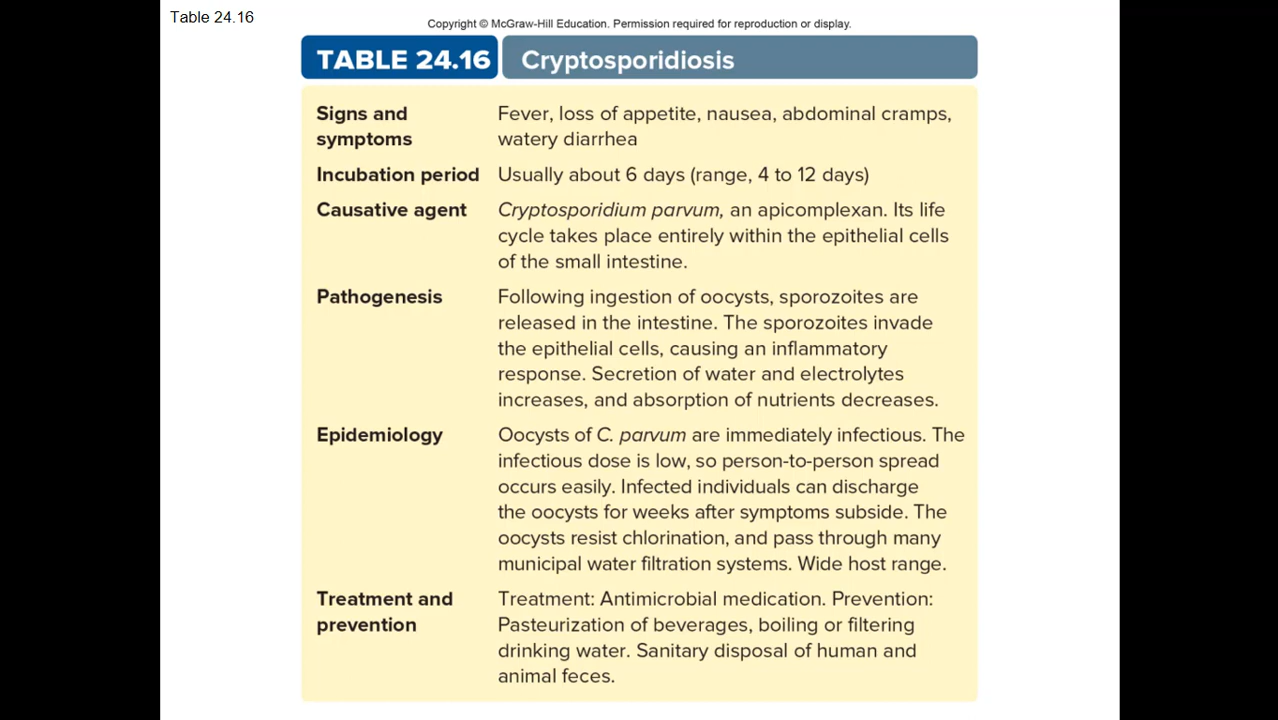 Table 24.16
Copyright © McGraw-Hill Education. Permission required for reproduction or display.
TABLE 24.16 Cryptosporidiosis
Signs and symptoms
Fever, loss of appetite, nausea, abdominal cramps,
watery diarrhea
Incubation period
Usually about 6 days (range, 4 to 12 days)
Causative agent
Cryptosporidium parvum, an apicomplexan. Its life
cycle takes place entirely within the epithelial cells
of the small intestine.
Pathogenesis
Following ingestion of oocysts, sporozoites are
released in the intestine. The sporozoites invade
the epithelial cells, causing an inflammatory
response. Secretion of water and electrolytes
increases, and absorption of nutrients decreases.
Epidemiology
Oocysts of C. parvum are immediately infectious. The
infectious dose is low, so person-to-person spread
occurs easily. Infected individuals can discharge
the oocysts for weeks after symptoms subside. The
oocysts resist chlorination, and pass through many
municipal water filtration systems. Wide host range.
Treatment and
prevention
Treatment: Antimicrobial medication. Prevention:
Pasteurization of beverages, boiling or filtering
drinking water. Sanitary disposal of human and
animal feces.